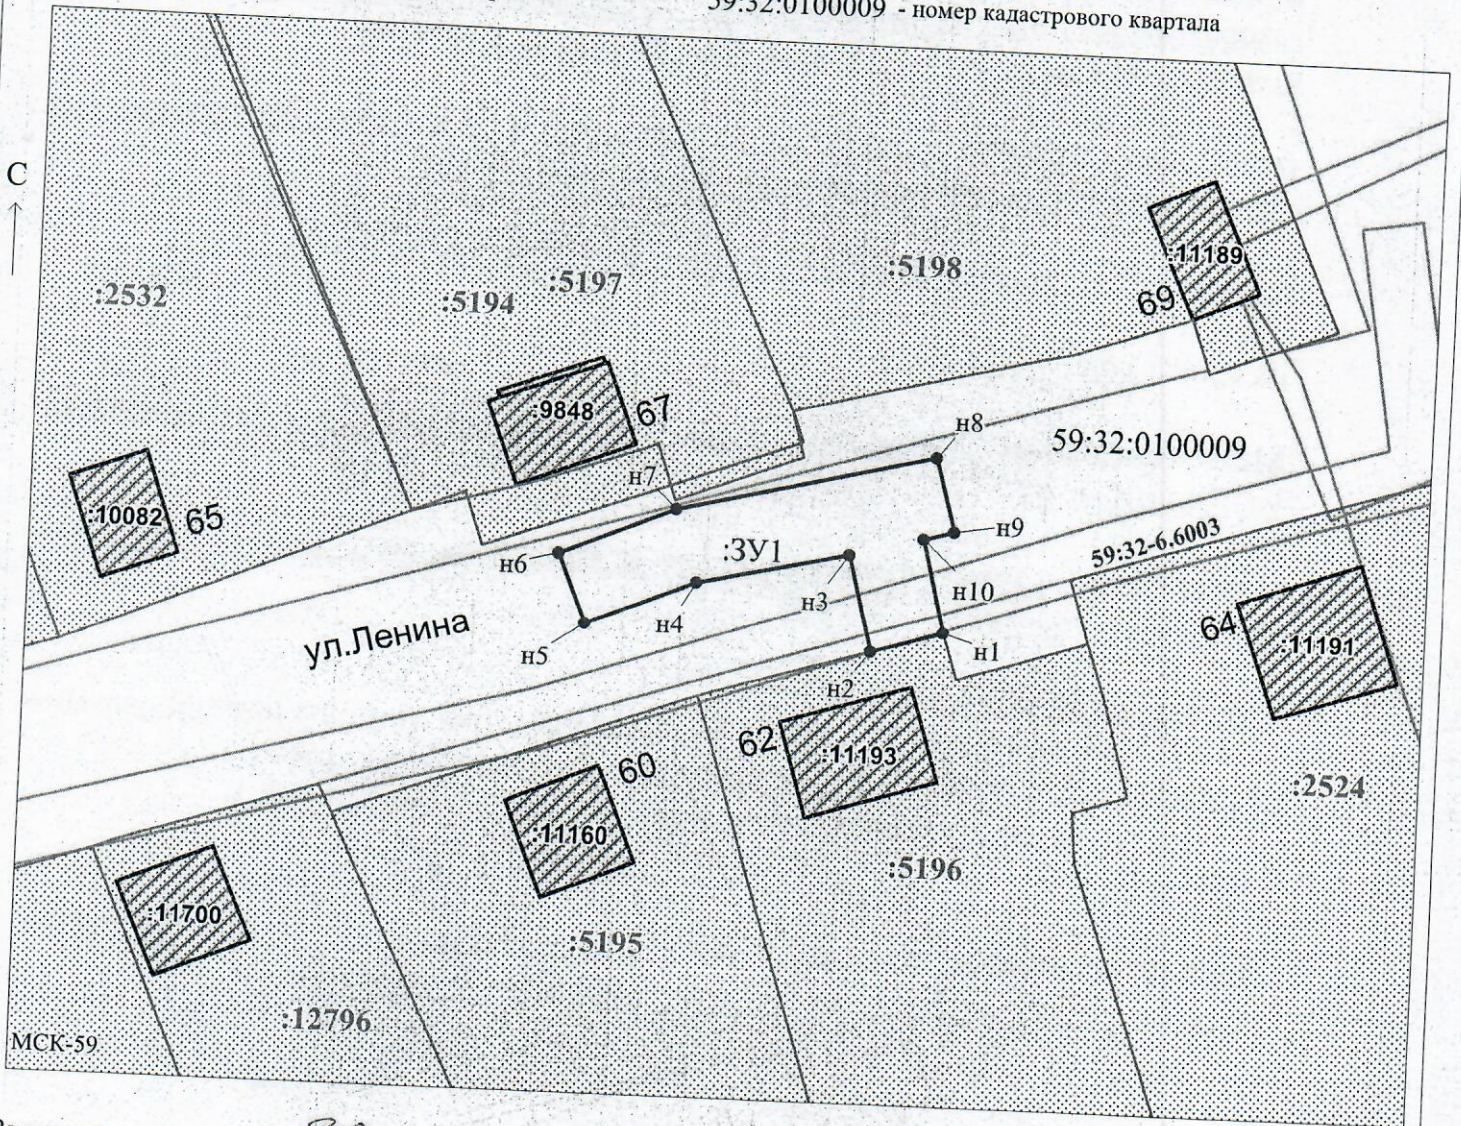 59:32:0100009 - номер кадастрового квартала
С
:2532
:5194
:5197
:5198
:11189
69
:9848
67
:10082
65
н7
н8
59:32:0100009
н6
:ЗУ1
н9
59:32-6.6003
н3
н10
н4
н5
ул.Ленина
н1
н2
64
:11191
62
:11193
60
:11160
:2524
:5196
:11700
:5195
:12796
МСК-59